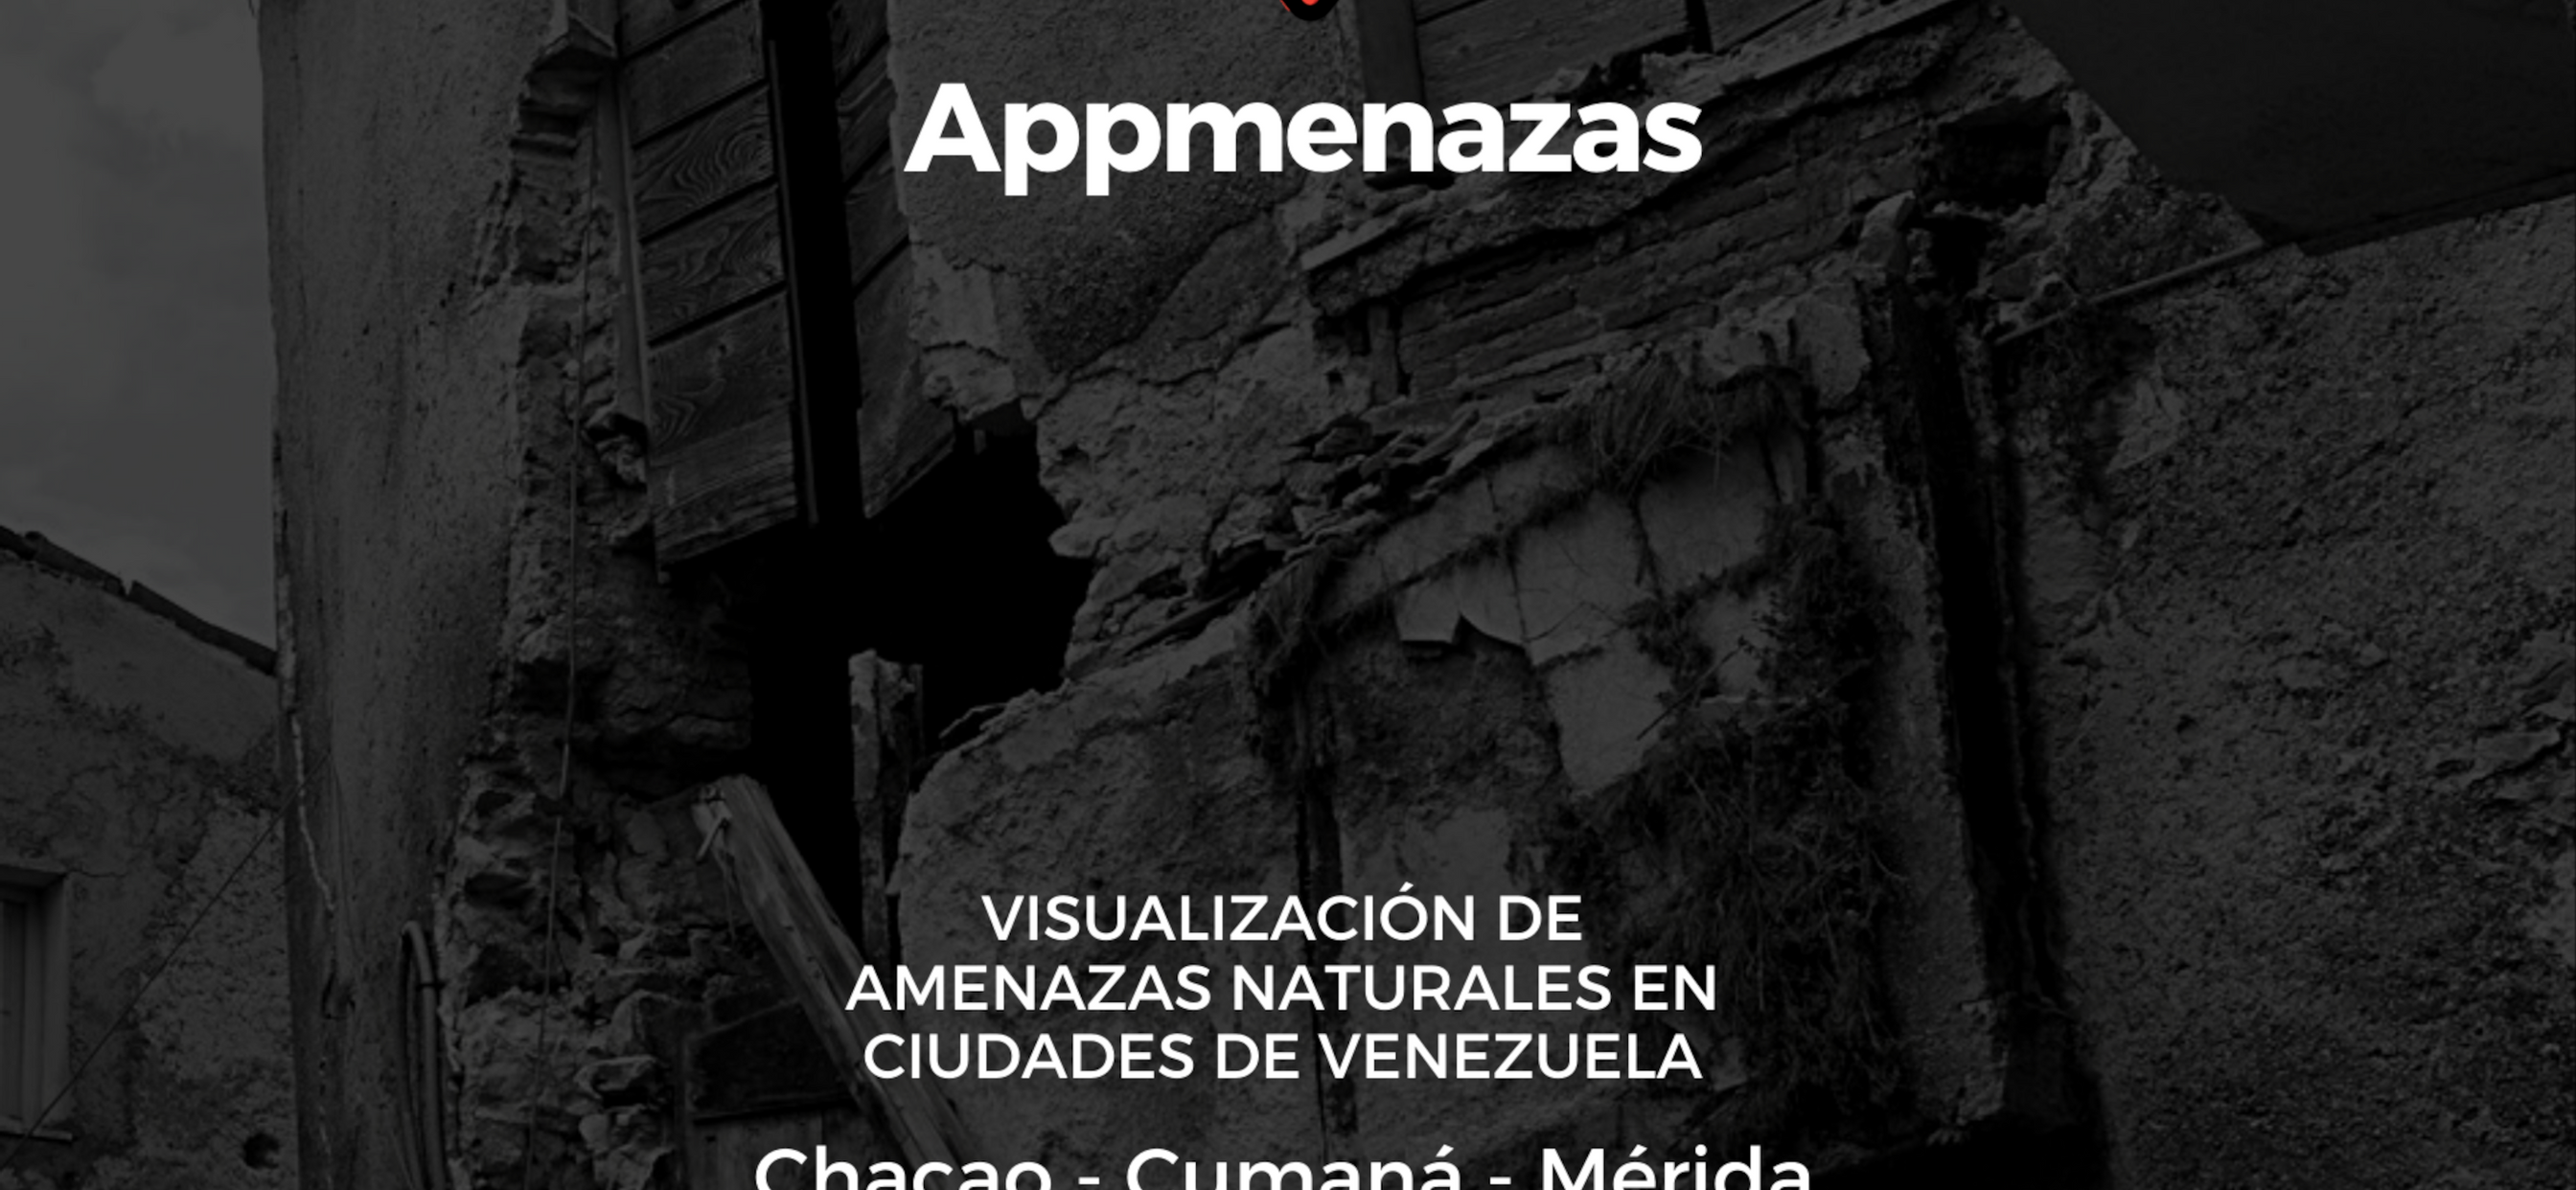 Appmenazas
VISUALIZACIÓN DE
AMENAZAS NATURALES EN
CIUDADES DE VENEZUELA
Chacao - Cumaná - Mérida